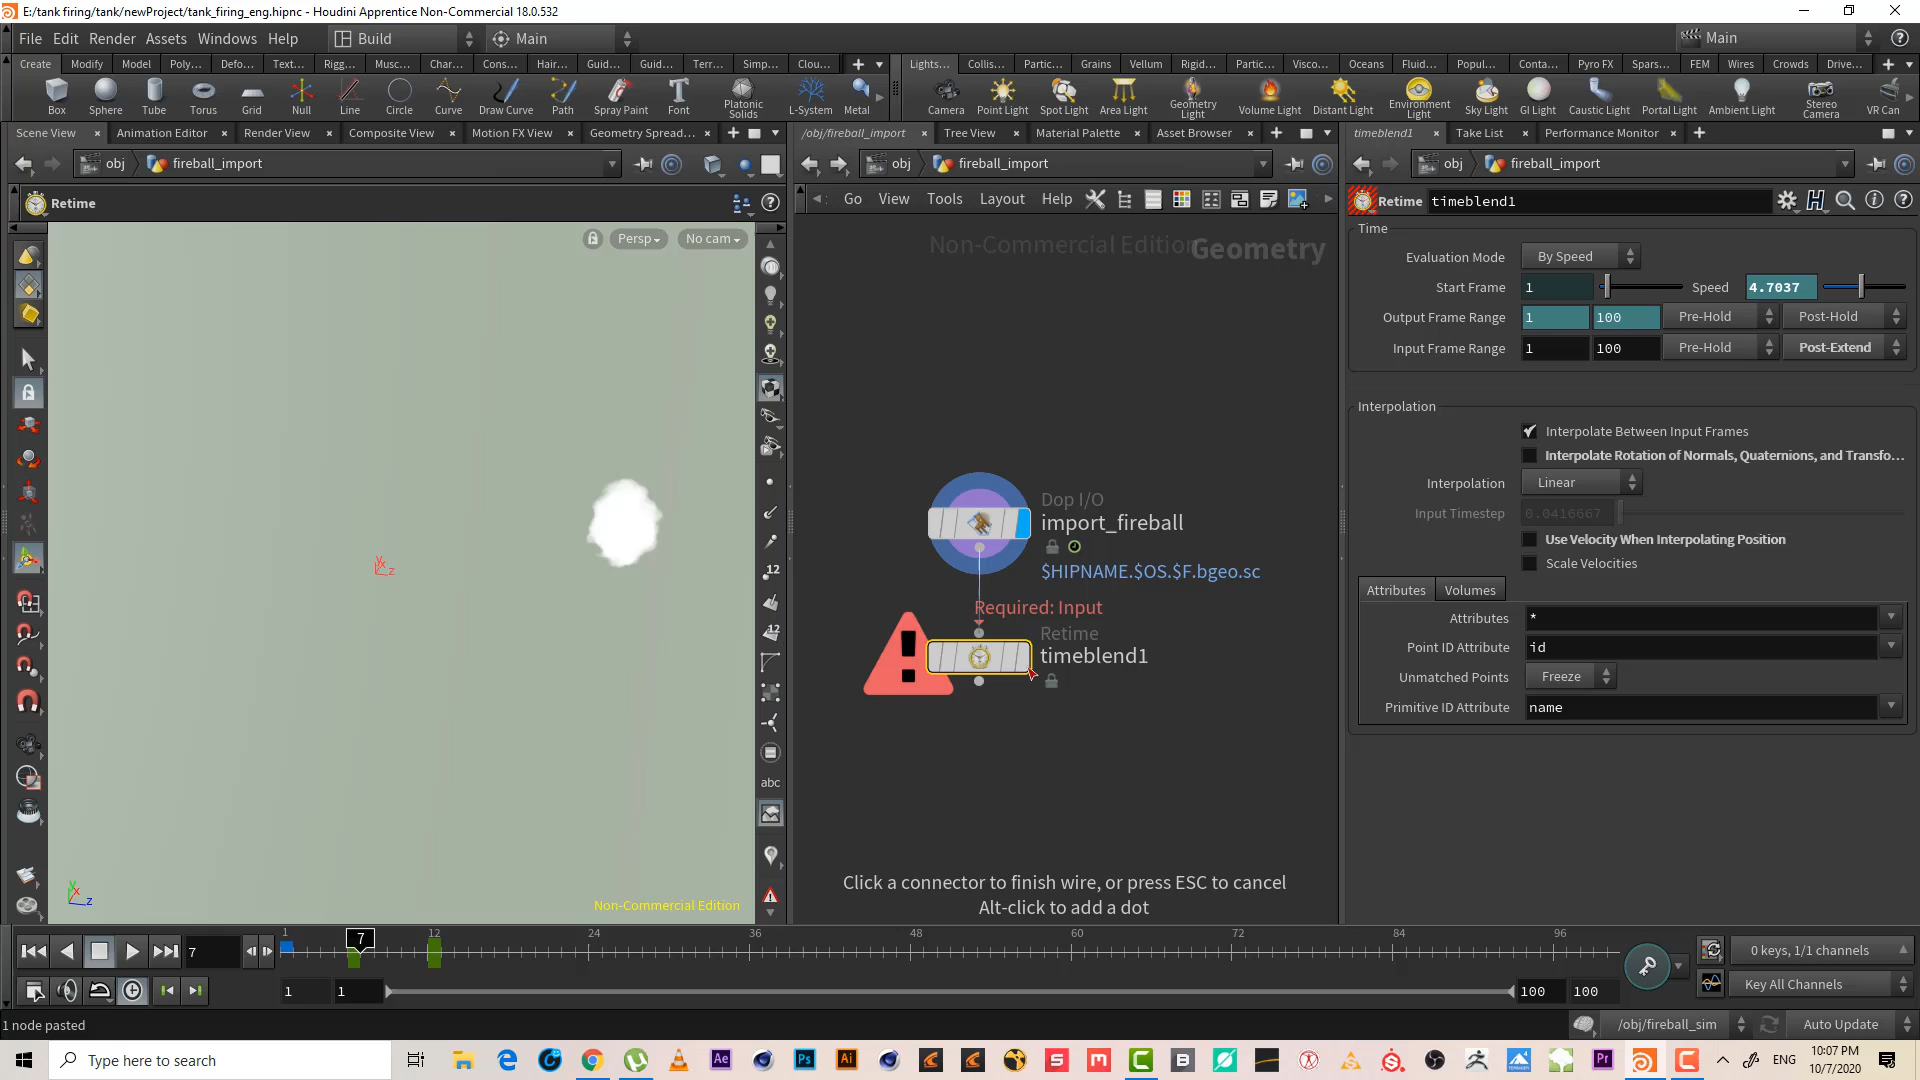 E:/tank firing/tank/newProject/tank_firing_eng.hipnc - Houdini Apprentice Non-Commercial 18.0.532
File Edit Render Assets Windows Help Build Main Main
Create Modify Model Poly... Defo... Text... Rigg... Musc... Char... Cons... Hair... Guid... Guid... Terr... Simp... Clou... Lights... Collis... Partic... Grains Vellum Rigid... Partic... Visco... Oceans Fluid... Popul... Conta... Pyro FX Spars... FEM Wires Crowds Drive...
Box Sphere Tube Torus Grid Null Line Circle Curve Draw Curve Path Spray Paint Font Platonic Solids L-System Metal Camera Point Light Spot Light Area Light Geometry Light Volume Light Distant Light Environment Light Sky Light GI Light Caustic Light Portal Light Ambient Light Stereo Camera VR Can
Scene View Animation Editor Render View Composite View Motion FX View Geometry Spread... /obj/fireball_import Tree View Material Palette Asset Browser timeblend1 Take List Performance Monitor
obj fireball_import obj fireball_import obj fireball_import
Retime
Go View Tools Layout Help
Retime timeblend1
Persp No cam
Non-Commercial Edition Geometry
Time
Evaluation Mode By Speed
Start Frame 1 Speed 4.7037
Output Frame Range 1 100 Pre-Hold Post-Hold
Input Frame Range 1 100 Pre-Hold Post-Extend
Interpolation
Interpolate Between Input Frames
Interpolate Rotation of Normals, Quaternions, and Transfo...
Interpolation Linear
Input Timestep 0.0416667
Use Velocity When Interpolating Position
Scale Velocities
Attributes Volumes
Attributes *
Point ID Attribute id
Unmatched Points Freeze
Primitive ID Attribute name
Dop I/O
import_fireball
$HIPNAME.$OS.$F.bgeo.sc
Required: Input
Retime
timeblend1
12
12
abc
y x z
y x z
Non-Commercial Edition
Click a connector to finish wire, or press ESC to cancel
Alt-click to add a dot
7 1 7 12 24 36 48 60 72 84 96 0 keys, 1/1 channels
1 1 100 100 Key All Channels
1 node pasted /obj/fireball_sim Auto Update
Type here to search Ae Ps Ai Pr ENG 10:07 PM
10/7/2020